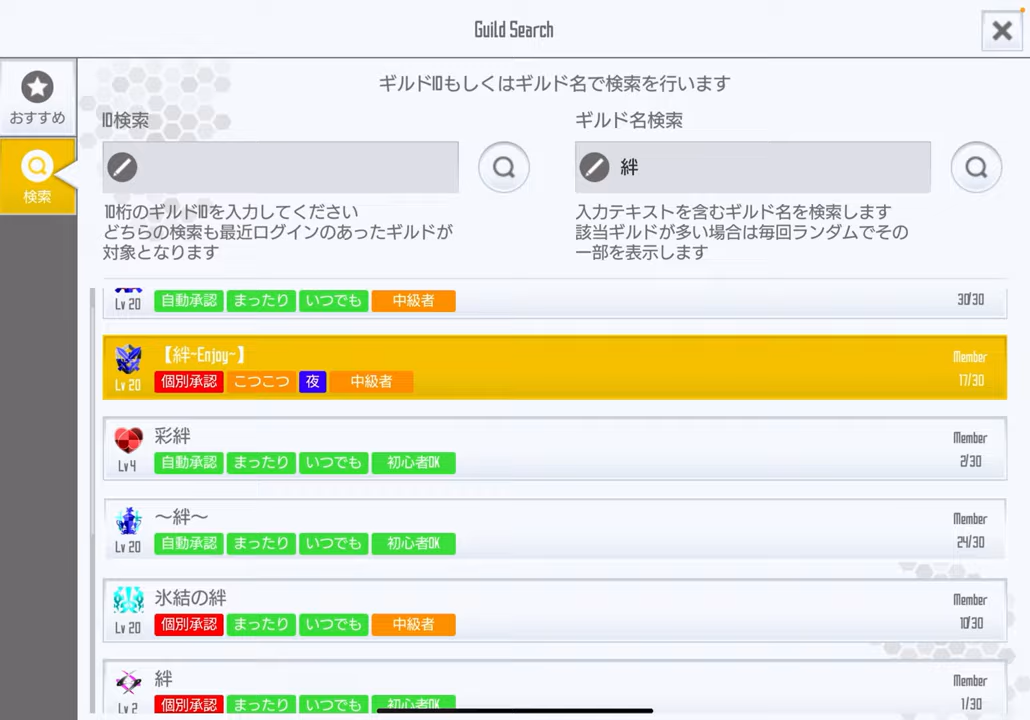 Guild Search
おすすめ
検索
ギルドIDもしくはギルド名で検索を行います
ID検索
ギルド名検索
絆
10桁のギルドIDを入力してください
どちらの検索も最近ログインのあったギルドが
対象となります
入力テキストを含むギルド名を検索します
該当ギルドが多い場合は毎回ランダムでその
一部を表示します
Lv 20 自動承認 まったり いつでも 中級者 30/30
【絆~Enjoy~】 Member
Lv 20 個別承認 こつこつ 夜 中級者 17/30
彩絆 Member
Lv 4 自動承認 まったり いつでも 初心者OK 2/30
～絆～ Member
Lv 20 自動承認 まったり いつでも 初心者OK 24/30
氷結の絆 Member
Lv 20 個別承認 まったり いつでも 中級者 10/30
絆 Member
Lv 2 個別承認 まったり いつでも 初心者OK 1/30